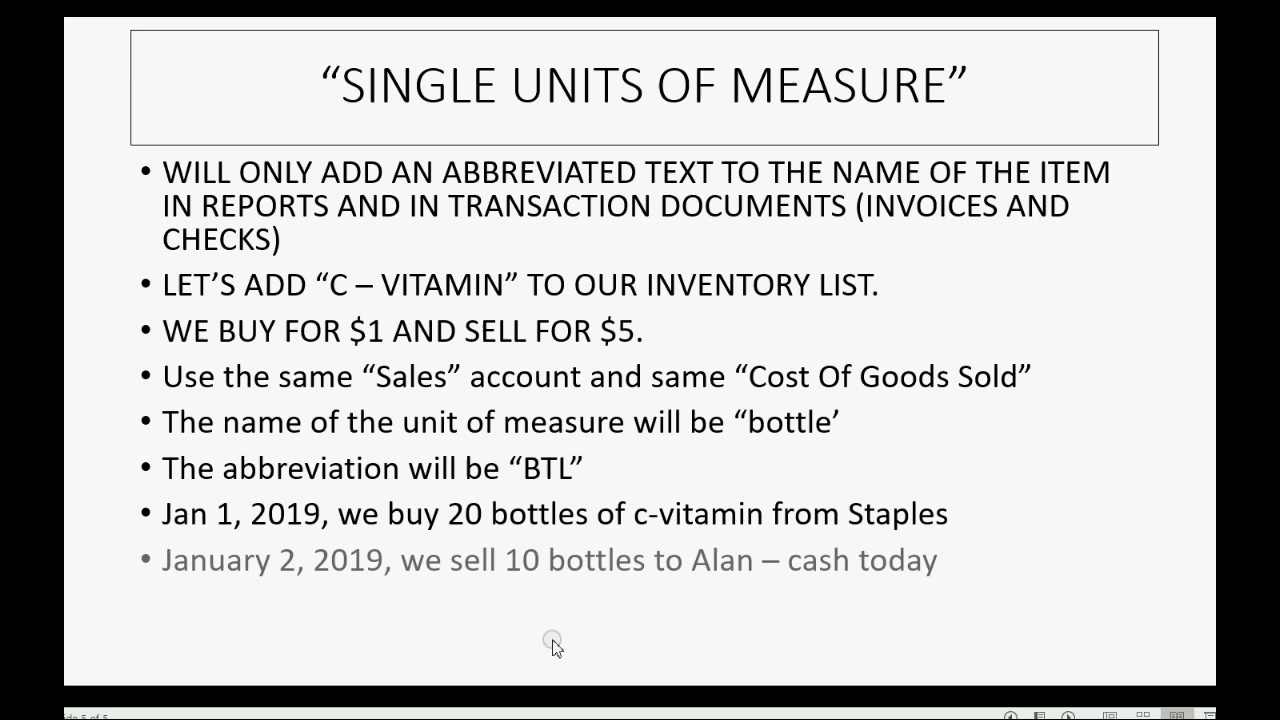 “SINGLE UNITS OF MEASURE”
• WILL ONLY ADD AN ABBREVIATED TEXT TO THE NAME OF THE ITEM
IN REPORTS AND IN TRANSACTION DOCUMENTS (INVOICES AND
CHECKS)
• LET’S ADD “C – VITAMIN” TO OUR INVENTORY LIST.
• WE BUY FOR $1 AND SELL FOR $5.
• Use the same “Sales” account and same “Cost Of Goods Sold”
• The name of the unit of measure will be “bottle’
• The abbreviation will be “BTL”
• Jan 1, 2019, we buy 20 bottles of c-vitamin from Staples
• January 2, 2019, we sell 10 bottles to Alan – cash today
5 of 5